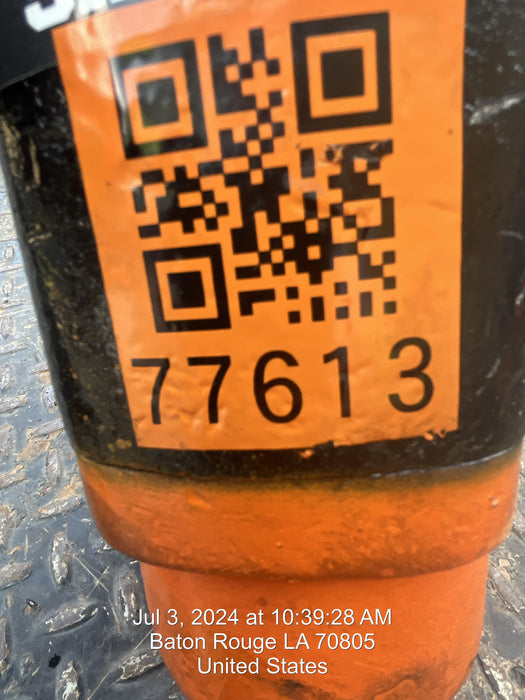 77613
Jul 3, 2024 at 10:39:28 AM
Baton Rouge LA 70805
United States